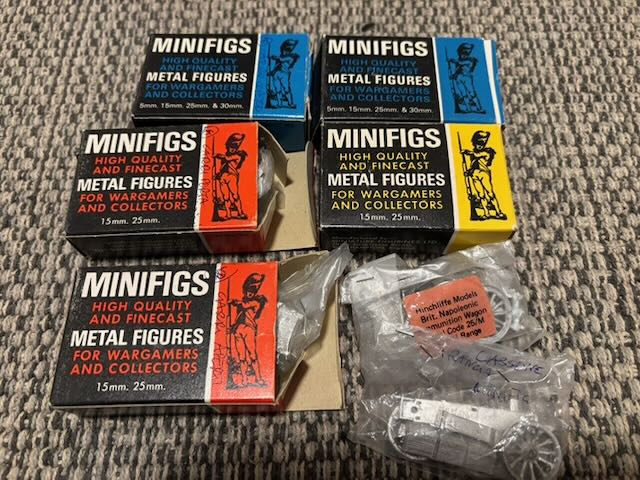 MINIFIGS
HIGH QUALITY
AND FINECAST
METAL FIGURES
FOR WARGAMERS
AND COLLECTORS
5mm. 15mm. 25mm. & 30mm.
MINIFIGS
HIGH QUALITY
AND FINECAST
METAL FIGURES
FOR WARGAMERS
AND COLLECTORS
5mm. 15mm. 25mm. & 30mm.
MINIFIGS
HIGH QUALITY
AND FINECAST
METAL FIGURES
FOR WARGAMERS
AND COLLECTORS
15mm. 25mm.
MINIFIGS
HIGH QUALITY
AND FINECAST
METAL FIGURES
FOR WARGAMERS
AND COLLECTORS
15mm. 25mm.
MINIFIGS
HIGH QUALITY
AND FINECAST
METAL FIGURES
FOR WARGAMERS
AND COLLECTORS
15mm. 25mm.
Hinchliffe Models
Brit. Napoleonic
mmunition Wagon
Code 25/M
Range